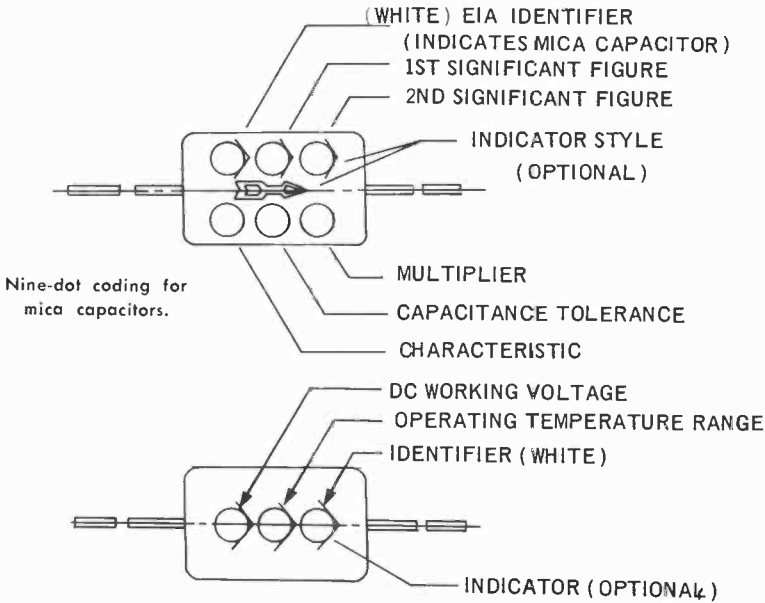 (WHITE) EIA IDENTIFIER
(INDICATES MICA CAPACITOR)
1ST SIGNIFICANT FIGURE
2ND SIGNIFICANT FIGURE
INDICATOR STYLE
(OPTIONAL)
Nine-dot coding for
mica capacitors.
MULTIPLIER
CAPACITANCE TOLERANCE
CHARACTERISTIC
DC WORKING VOLTAGE
OPERATING TEMPERATURE RANGE
IDENTIFIER (WHITE)
INDICATOR (OPTIONAL)